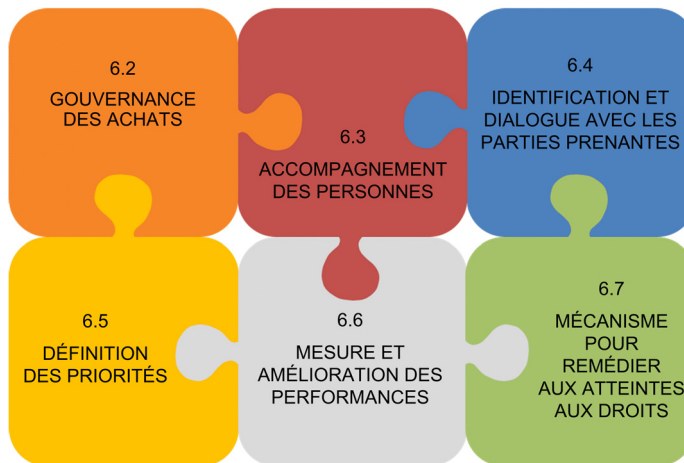 6.2
GOUVERNANCE
DES ACHATS
6.3
ACCOMPAGNEMENT
DES PERSONNES
6.4
IDENTIFICATION ET
DIALOGUE AVEC LES
PARTIES PRENANTES
6.5
DÉFINITION
DES PRIORITÉS
6.6
MESURE ET
AMÉLIORATION DES
PERFORMANCES
6.7
MÉCANISME
POUR
REMÉDIER
AUX ATTEINTES
AUX DROITS